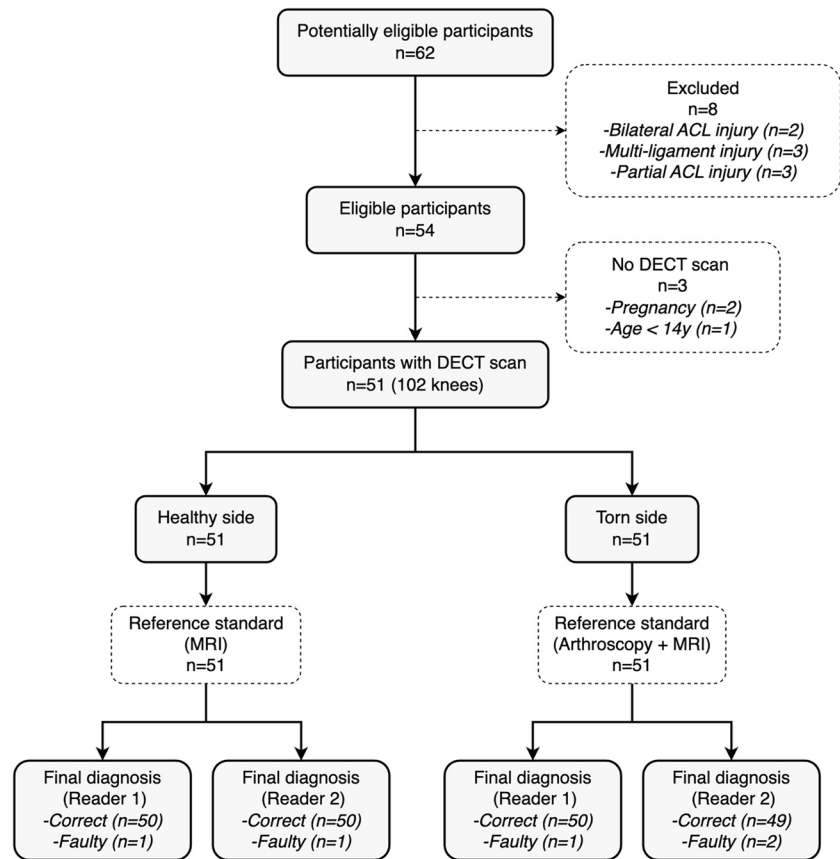 Potentially eligible participants
n=62
Excluded
n=8
-Bilateral ACL injury (n=2)
-Multi-ligament injury (n=3)
-Partial ACL injury (n=3)
Eligible participants
n=54
No DECT scan
n=3
-Pregnancy (n=2)
-Age < 14y (n=1)
Participants with DECT scan
n=51 (102 knees)
Healthy side
n=51
Torn side
n=51
Reference standard
(MRI)
n=51
Reference standard
(Arthroscopy + MRI)
n=51
Final diagnosis
(Reader 1)
-Correct (n=50)
-Faulty (n=1)
Final diagnosis
(Reader 2)
-Correct (n=50)
-Faulty (n=1)
Final diagnosis
(Reader 1)
-Correct (n=50)
-Faulty (n=1)
Final diagnosis
(Reader 2)
-Correct (n=49)
-Faulty (n=2)